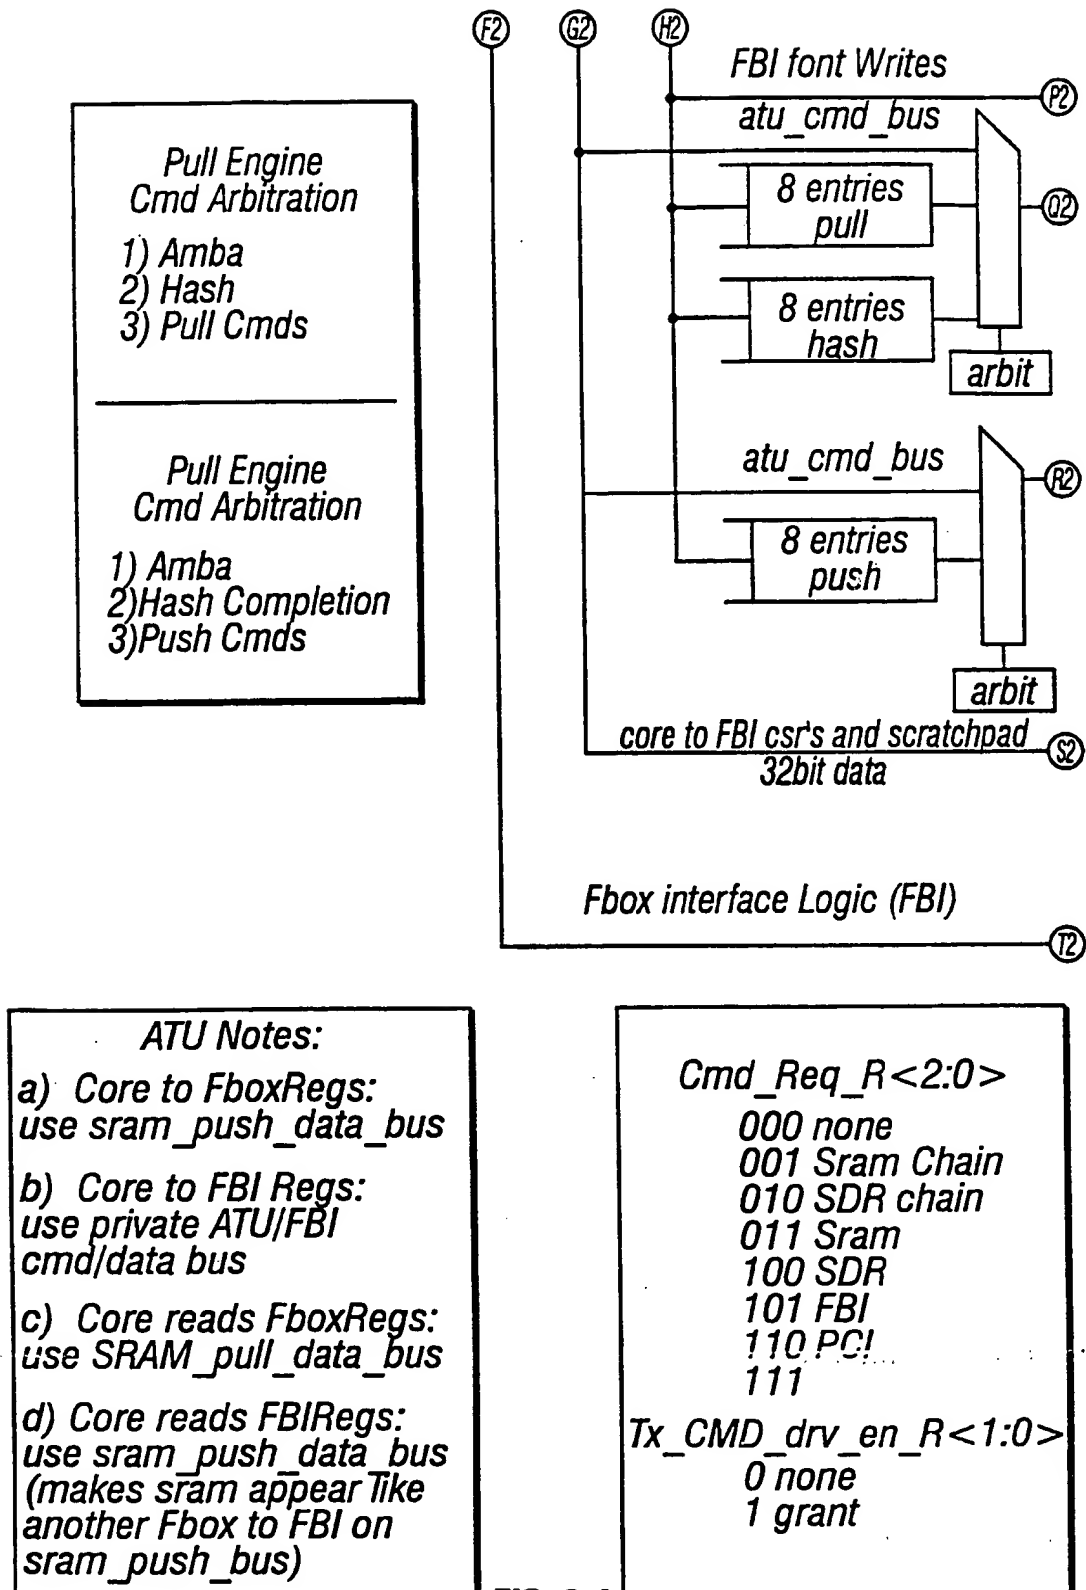 F2 G2 H2
FBI font Writes
P2
atu_cmd_bus
8 entries
pull
Q2
8 entries
hash
arbit
Pull Engine
Cmd Arbitration
1) Amba
2) Hash
3) Pull Cmds
Pull Engine
Cmd Arbitration
1) Amba
2)Hash Completion
3)Push Cmds
atu_cmd_bus
R2
8 entries
push
arbit
core to FBI csr's and scratchpad
32bit data
S2
Fbox interface Logic (FBI)
T2
ATU Notes:
a) Core to FboxRegs:
use sram_push_data_bus
b) Core to FBI Regs:
use private ATU/FBI
cmd/data bus
c) Core reads FboxRegs:
use SRAM_pull_data_bus
d) Core reads FBIRegs:
use sram_push_data_bus
(makes sram appear like
another Fbox to FBI on
sram_push_bus)
Cmd_Req_R<2:0>
000 none
001 Sram Chain
010 SDR chain
011 Sram
100 SDR
101 FBI
110 PCI
111
Tx_CMD_drv_en_R<1:0>
0 none
1 grant